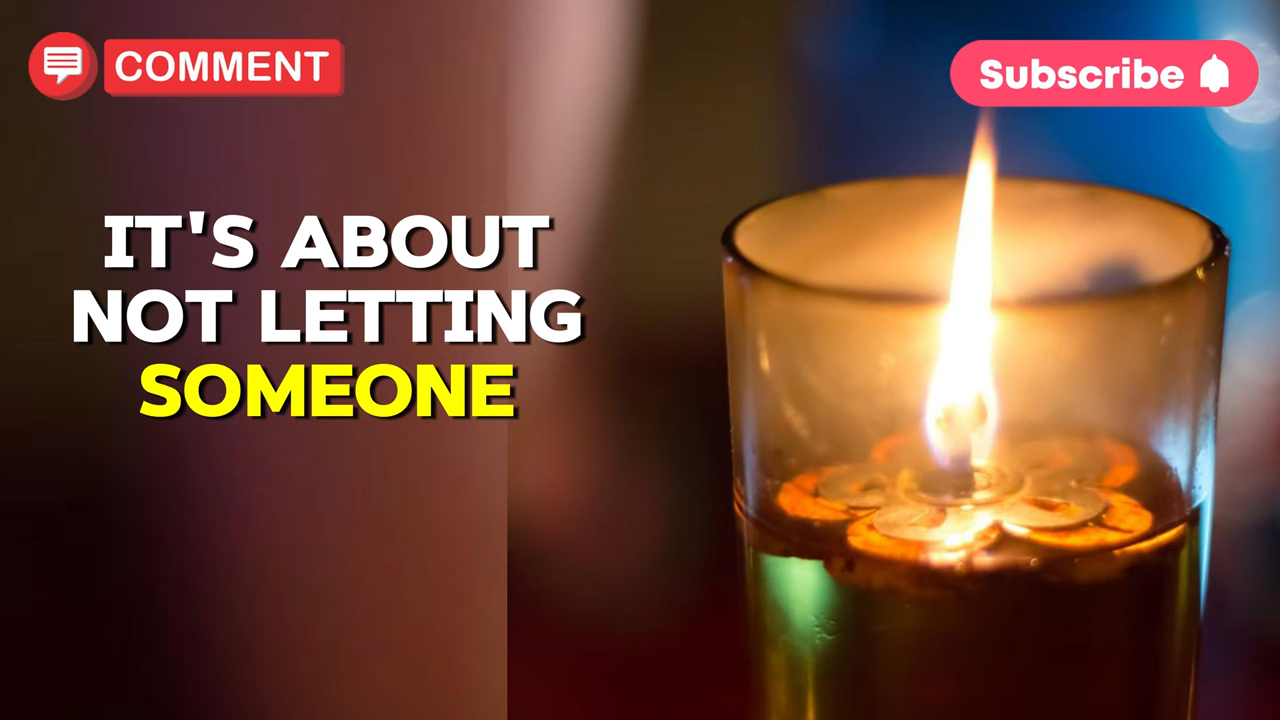 COMMENT
Subscribe
IT'S ABOUT
NOT LETTING
SOMEONE